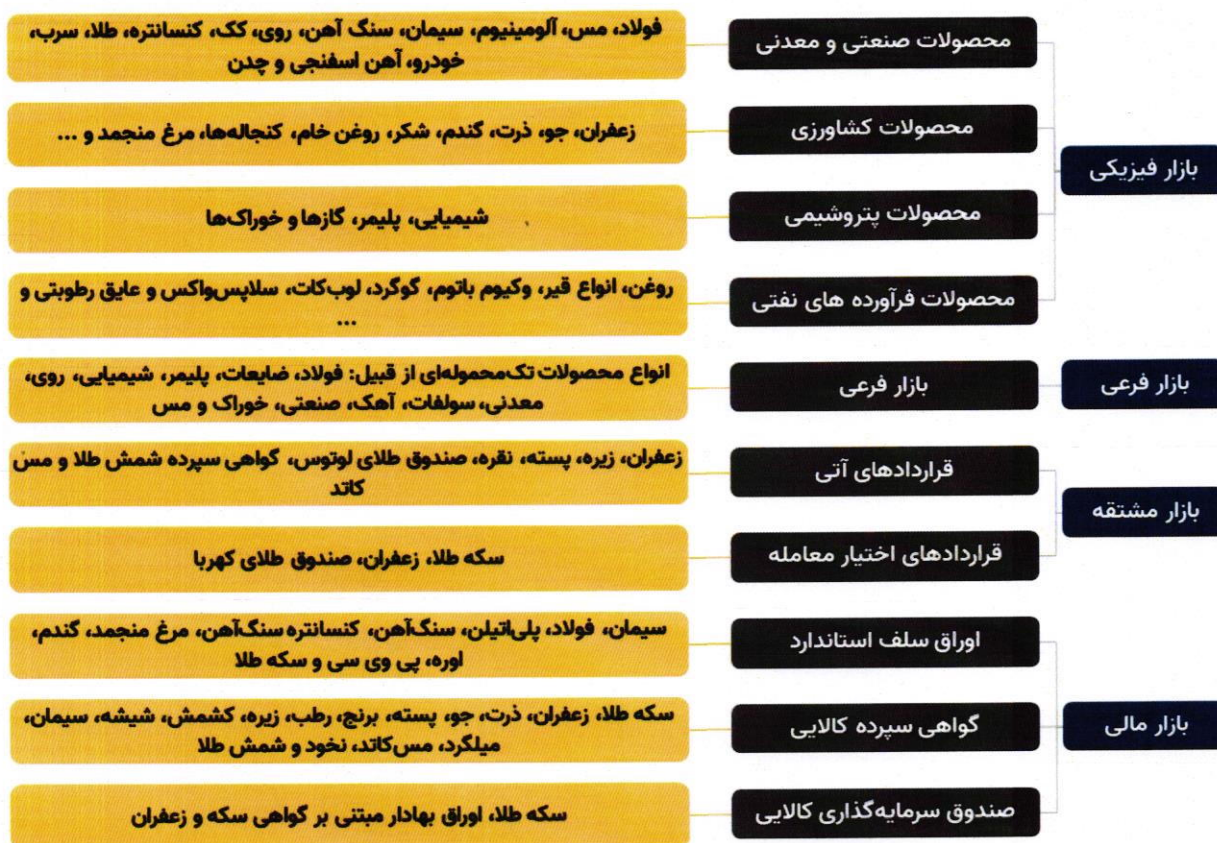 بازار فیزیکی
محصولات صنعتی و معدنی
فولاد، مس، آلومینیوم، سیمان، سنگ آهن، روی، کک، کنسانتره، طلا، سرب،
خودرو، آهن اسفنجی و چدن
محصولات کشاورزی
زعفران، جو، ذرت، گندم، شکر، روغن خام، کنجاله‌ها، مرغ منجمد و ...
محصولات پتروشیمی
شیمیایی، پلیمر، گازها و خوراک‌ها
محصولات فرآورده های نفتی
روغن، انواع قیر، وکیوم باتوم، گوگرد، لوب‌کات، سلاپس‌واکس و عایق رطوبتی و
...
بازار فرعی
بازار فرعی
انواع محصولات تک‌محموله‌ای از قبیل: فولاد، ضایعات، پلیمر، شیمیایی، روی،
معدنی، سولفات، آهک، صنعتی، خوراک و مس
بازار مشتقه
قراردادهای آتی
زعفران، زیره، پسته، نقره، صندوق طلای لوتوس، گواهی سپرده شمش طلا و مس
کاتد
قراردادهای اختیار معامله
سکه طلا، زعفران، صندوق طلای کهربا
بازار مالی
اوراق سلف استاندارد
سیمان، فولاد، پلی‌اتیلن، سنگ‌آهن، کنسانتره سنگ‌آهن، مرغ منجمد، گندم،
اوره، پی وی سی و سکه طلا
گواهی سپرده کالایی
سکه طلا، زعفران، ذرت، جو، پسته، برنج، رطب، زیره، کشمش، شیشه، سیمان،
میلگرد، مس‌کاتد، نخود و شمش طلا
صندوق سرمایه‌گذاری کالایی
سکه طلا، اوراق بهادار مبتنی بر گواهی سکه و زعفران